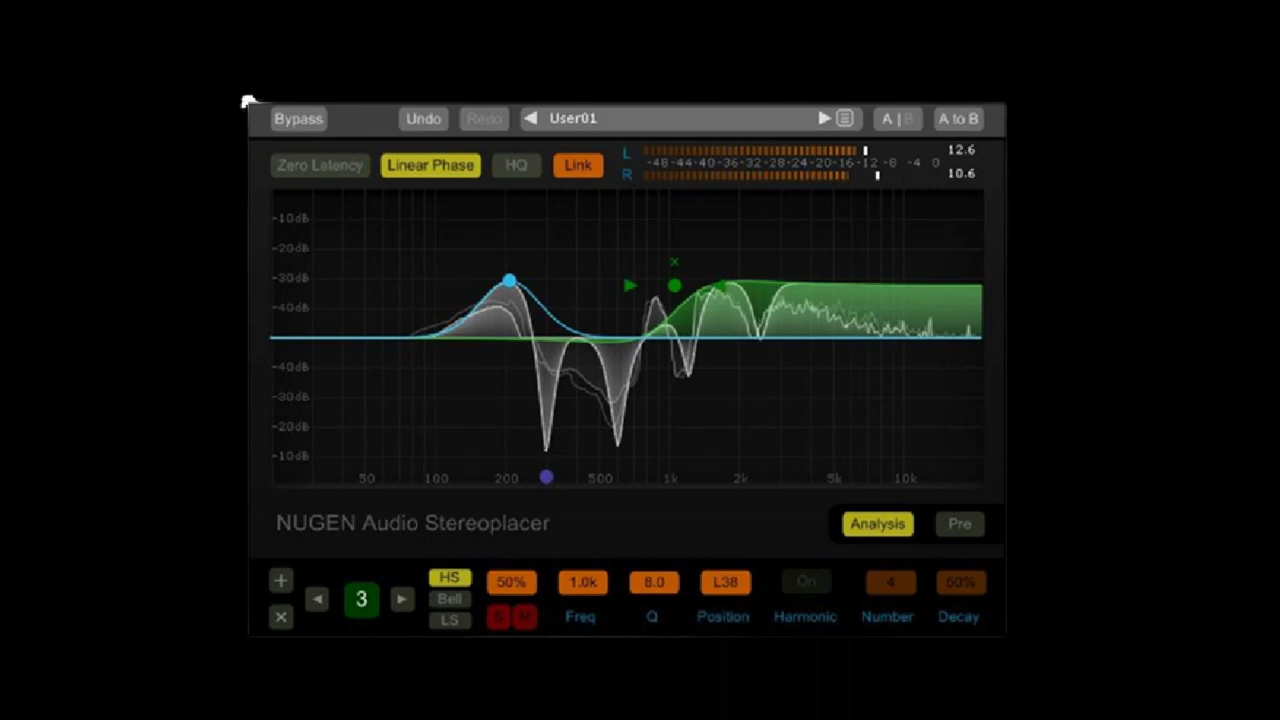 Bypass Undo Redo User01 A | B A to B
Zero Latency Linear Phase HQ Link L -48-44-40-36-32-28-24-20-16-12 -8 -4 0 12.6
R 10.6
-10dB
-20dB
-30dB
-40dB
-40dB
-30dB
-20dB
-10dB
50 100 200 500 1k 2k 5k 10k
NUGEN Audio Stereoplacer Analysis Pre
+ 3 HS 50% 1.0k 8.0 L38 On 4 50%
Bell
× LS S M Freq Q Position Harmonic Number Decay